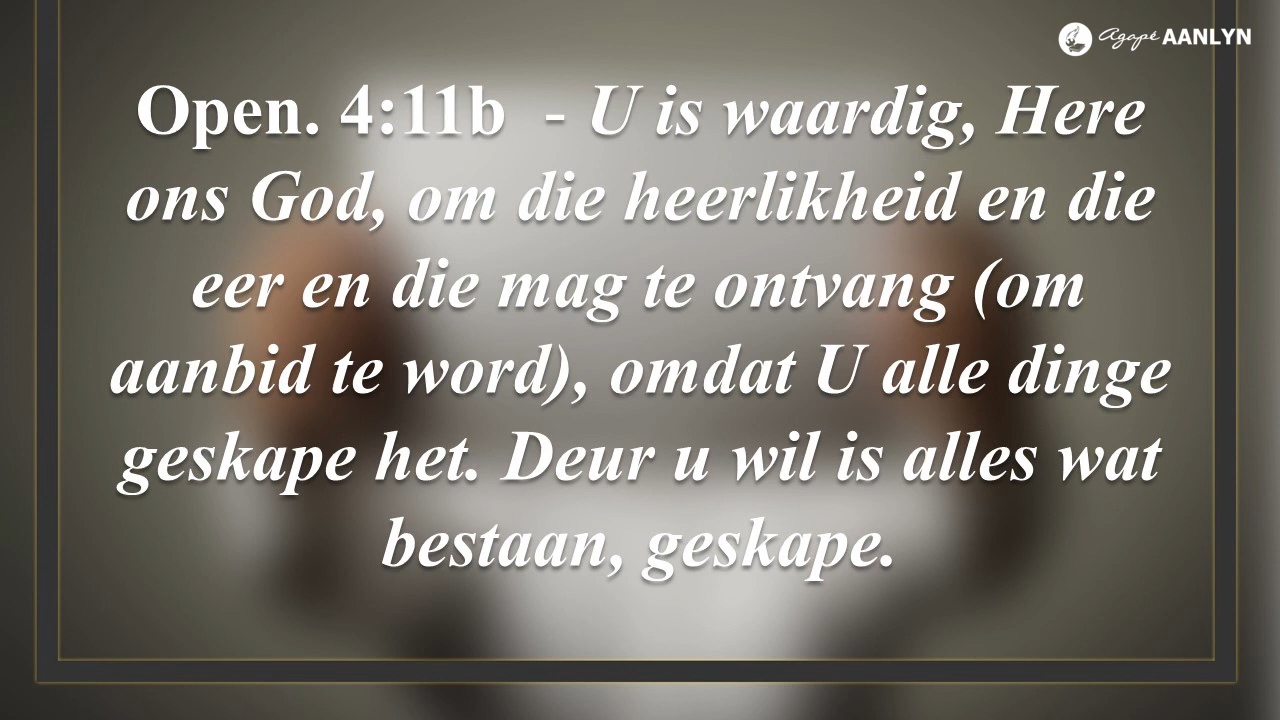 Agapé AANLYN
Open. 4:11b - U is waardig, Here
ons God, om die heerlikheid en die
eer en die mag te ontvang (om
aanbid te word), omdat U alle dinge
geskape het. Deur u wil is alles wat
bestaan, geskape.